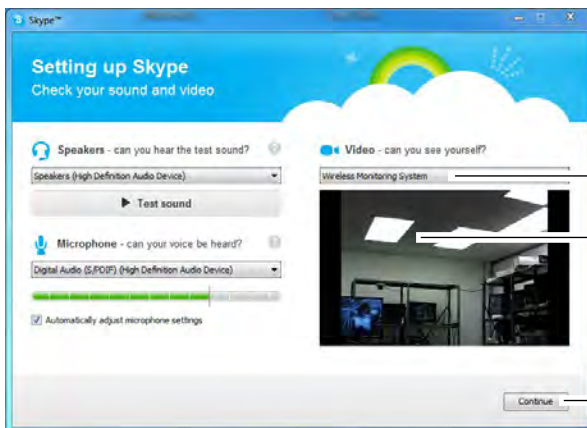 Skype™
Setting up Skype
Check your sound and video
Speakers - can you hear the test sound?
Speakers (High Definition Audio Device)
Test sound
Microphone - can your voice be heard?
Digital Audio (S/PDIF) (High Definition Audio Device)
Automatically adjust microphone settings
Video - can you see yourself?
Wireless Monitoring System
Continue